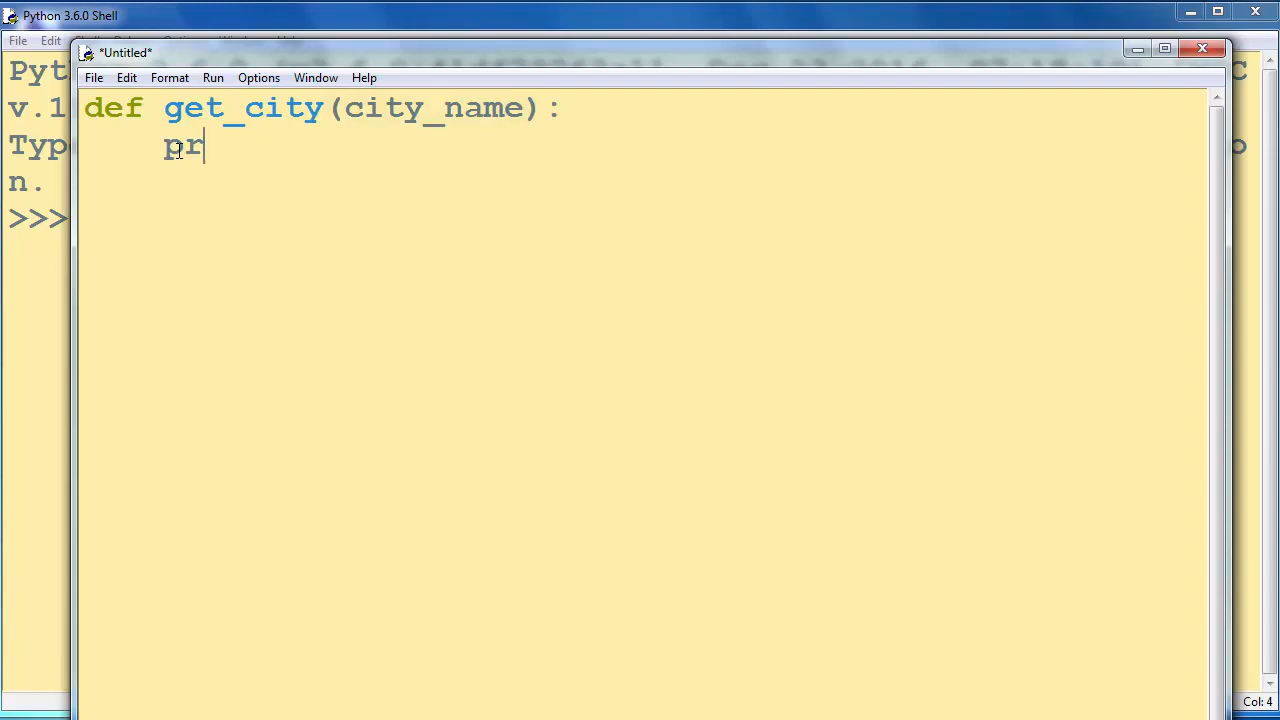 Python 3.6.0 Shell
File Edit
*Untitled*
File Edit Format Run Options Window Help
def get_city(city_name):
pr
Pyt C
v.1
Typ o
n.
>>>
Col: 4